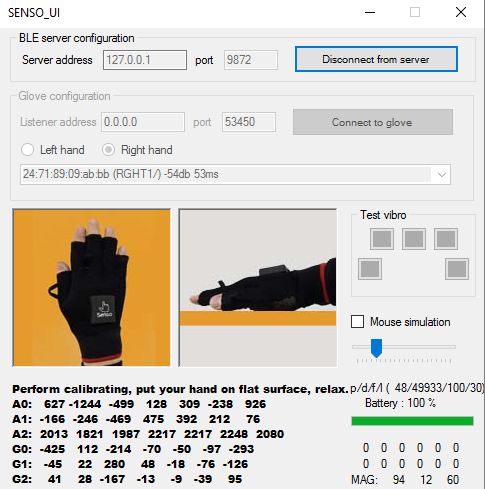 SENSO_UI
BLE server configuration
Server address 127.0.0.1 port 9872 Disconnect from server
Glove configuration
Listener address 0.0.0.0 port 53450 Connect to glove
Left hand Right hand
24:71:89:09:ab:bb (RGHT1/) -54db 53ms
Test vibro
Senso
Mouse simulation
Perform calibrating, put your hand on flat surface, relax.
p/d/f/l ( 48/49933/100/30)
Battery : 100 %
A0: 627 -1244 -499 128 309 -238 926
A1: -166 -246 -469 475 392 212 76
A2: 2013 1821 1987 2217 2217 2248 2080
G0: -425 112 -214 -70 -50 -97 -293
G1: -45 22 280 48 -18 -76 -126
G2: 41 28 -167 -13 -9 -39 95
0 0 0 0 0 0
0 0 0 0 0 0
MAG: 94 12 60